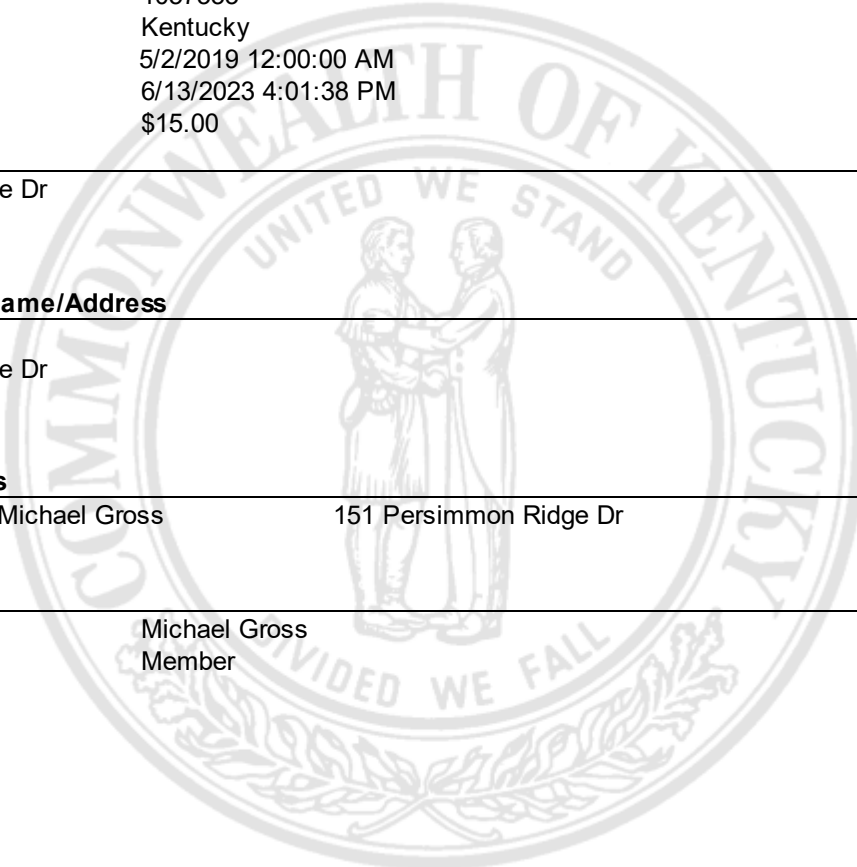 Kentucky
5/2/2019 12:00:00 AM
6/13/2023 4:01:38 PM
$15.00
e Dr
ame/Address
e Dr
s
Michael Gross 151 Persimmon Ridge Dr
Michael Gross
Member
COMMONWEALTH OF KENTUCKY
UNITED WE STAND
DIVIDED WE FALL